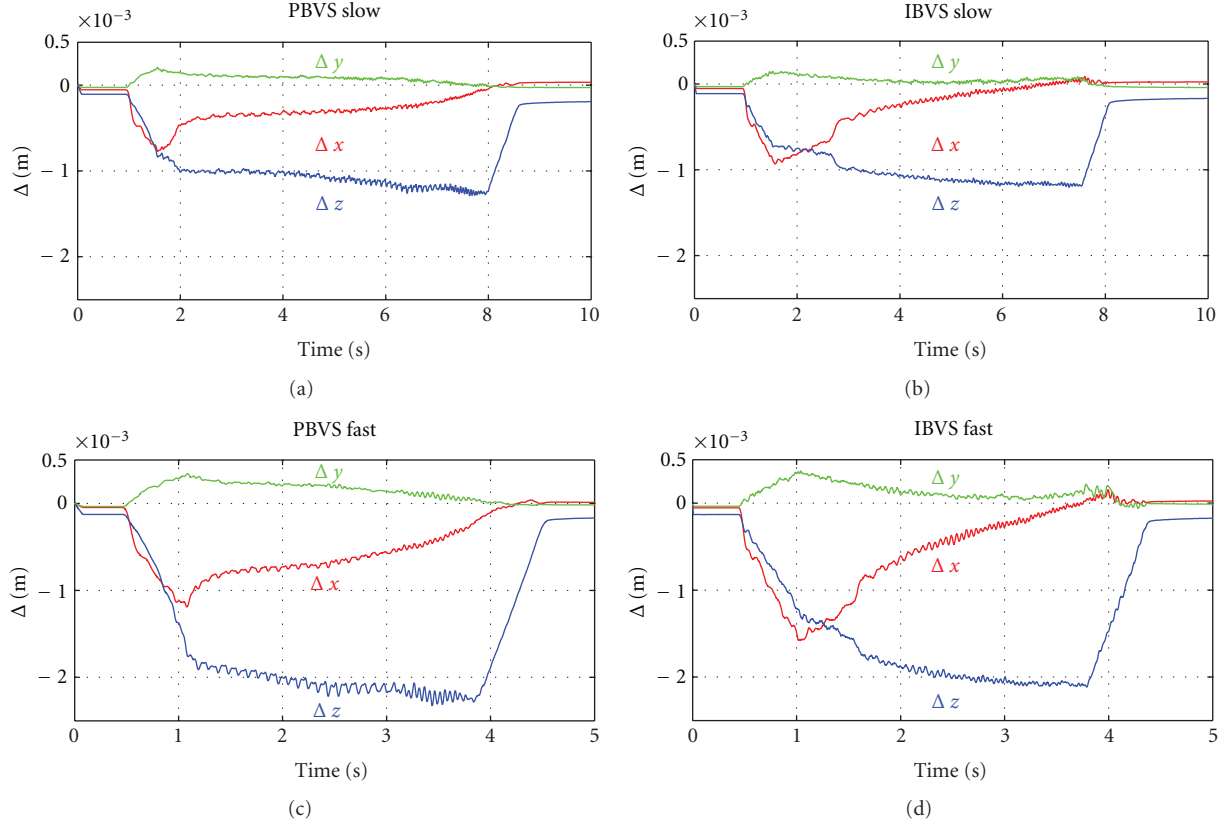 PBVS slow
×10−3
0.5
0
− 1
− 2
Δ (m)
Δ y
Δ x
Δ z
0 2 4 6 8 10
Time (s)
(a)
IBVS slow
×10−3
0.5
0
− 1
− 2
Δ (m)
Δ y
Δ x
Δ z
0 2 4 6 8 10
Time (s)
(b)
PBVS fast
×10−3
0.5
0
− 1
− 2
Δ (m)
Δ y
Δ x
Δ z
0 1 2 3 4 5
Time (s)
(c)
IBVS fast
×10−3
0.5
0
− 1
− 2
Δ (m)
Δ y
Δ x
Δ z
0 1 2 3 4 5
Time (s)
(d)